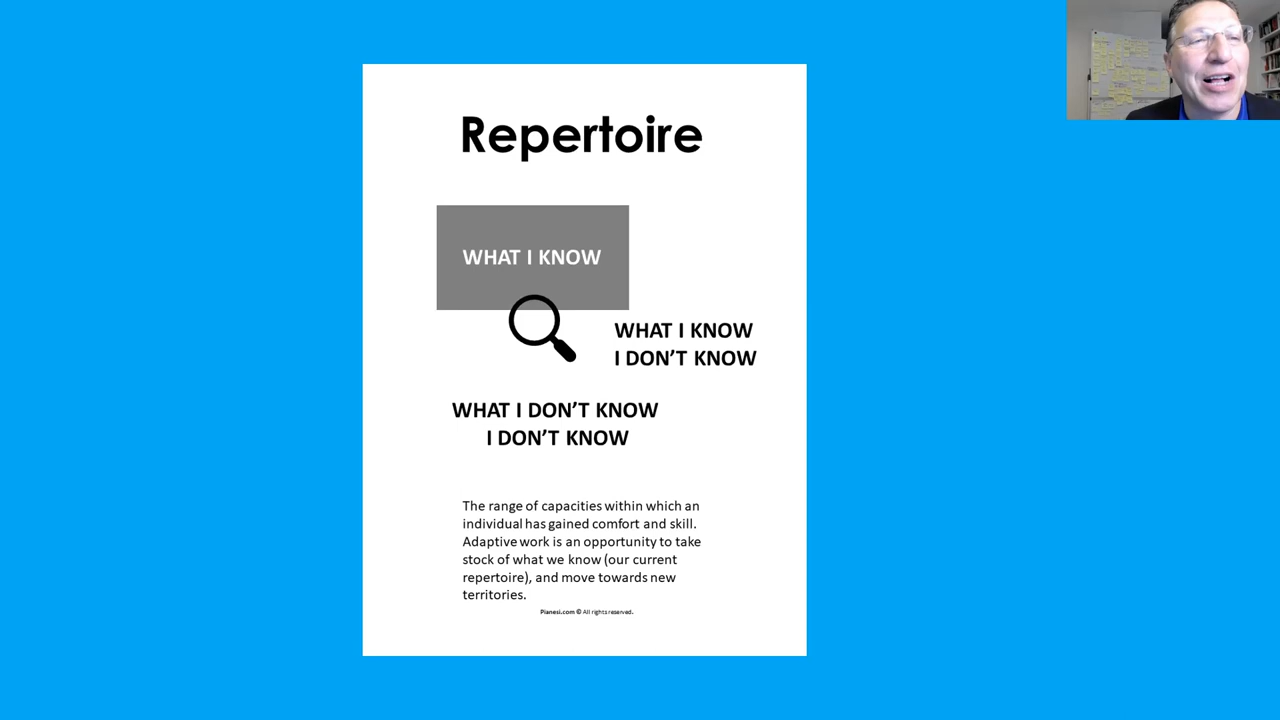 Repertoire
WHAT I KNOW
WHAT I KNOW
I DON'T KNOW
WHAT I DON'T KNOW
I DON'T KNOW
The range of capacities within which an
individual has gained comfort and skill.
Adaptive work is an opportunity to take
stock of what we know (our current
repertoire), and move towards new
territories.
Pianesi.com © All rights reserved.